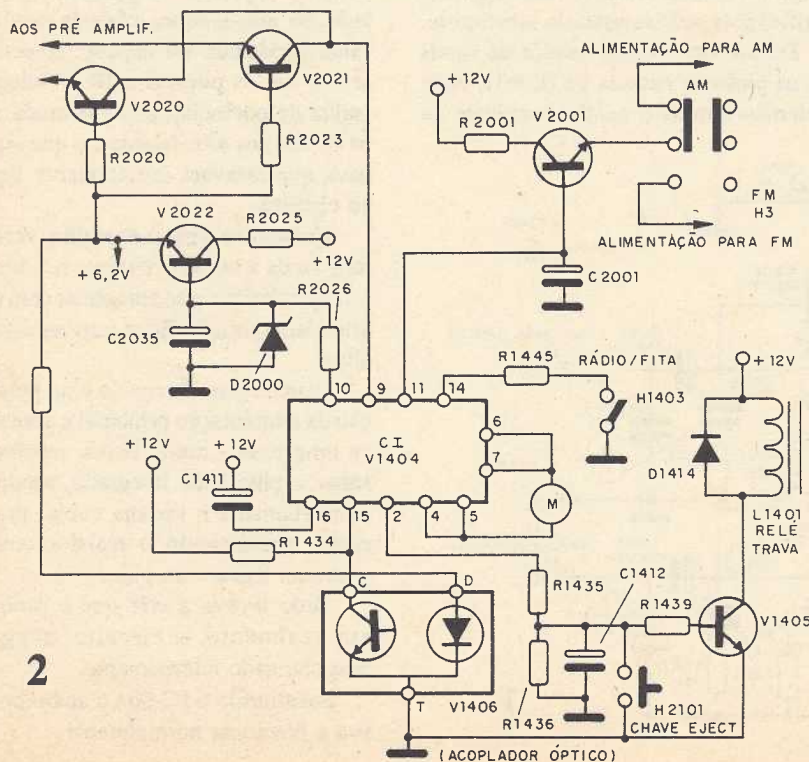 AOS PRÉ AMPLIF.
V2020
V2021
R2020
R2023
+ 12V
R2001
V 2001
ALIMENTAÇÃO PARA AM
AM
FM
H3
ALIMENTAÇÃO PARA FM
C 2001
V2022
R2025
+ 6,2V
+12V
R2026
C2035
D2000
10
9
11
14
R1445
RÁDIO/FITA
H1403
+ 12V
C I
V1404
6
7
M
D1414
L1401
RELÉ
TRAVA
+ 12V
+12V
C1411
R1434
16
15
2
4
5
R1435
C1412
R1439
V1405
R1436
H2101
CHAVE EJECT
C
D
T
V1406
(ACOPLADOR ÓPTICO)
2